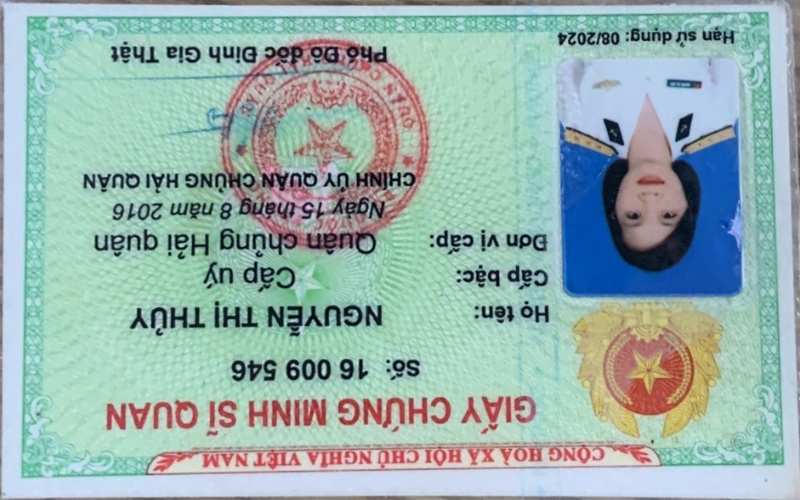 CỘNG HOÀ XÃ HỘI CHỦ NGHĨA VIỆT NAM
GIẤY CHỨNG MINH SĨ QUAN
Số: 16 009 546
Họ tên: NGUYỄN THỊ THỦY
Cấp bậc: Cấp uý
Đơn vị cấp: Quân chủng Hải quân
Ngày 15 tháng 8 năm 2016
CHÍNH ỦY QUÂN CHỦNG HẢI QUÂN
Phó Đô đốc Đinh Gia Thật
Hạn sử dụng: 08/2024